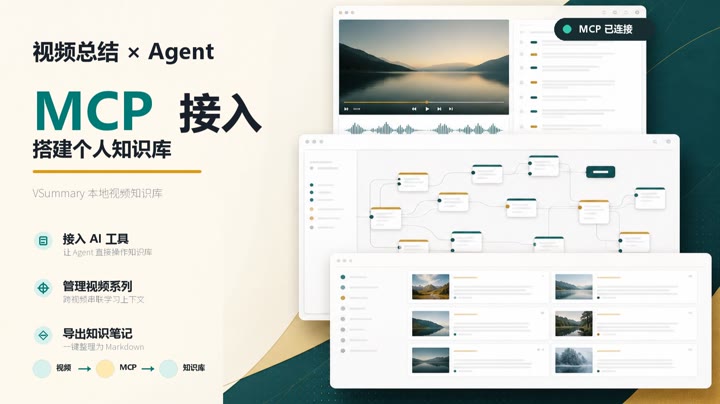 视频总结 × Agent
MCP 接入
搭建个人知识库
VSummary 本地视频知识库
接入 AI 工具
让 Agent 直接操作知识库
管理视频系列
跨视频串联学习上下文
导出知识笔记
一键整理为 Markdown
视频 → MCP → 知识库
MCP 已连接